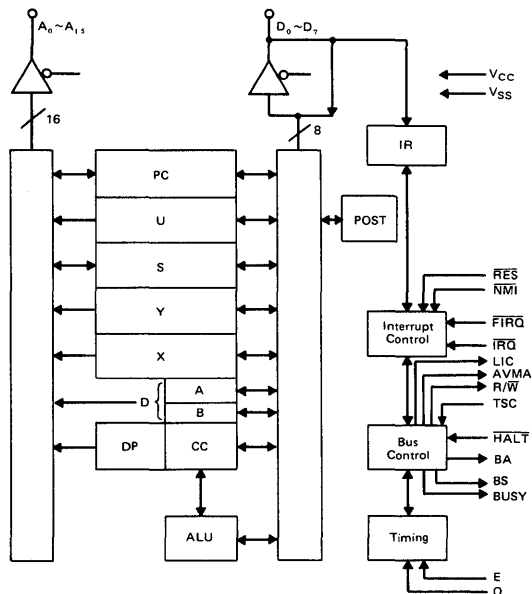 A₀~A₁₅
D₀~D₇
VCC
VSS
16
8
IR
PC
U
POST
S
Y
X
D
A
B
DP
CC
ALU
RES
NMI
FIRQ
Interrupt
Control
IRQ
LIC
AVMA
R/W
TSC
HALT
Bus
Control
BA
BS
BUSY
Timing
E
Q